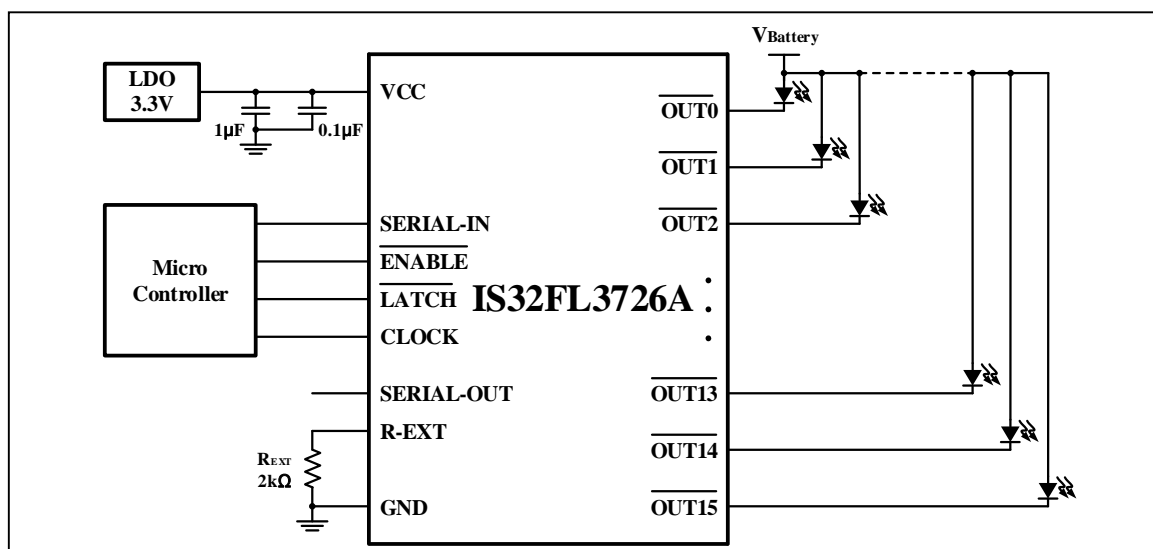 LDO
3.3V
1µF
0.1µF
VCC
VBattery
OUT0
OUT1
OUT2
Micro
Controller
SERIAL-IN
ENABLE
LATCH
CLOCK
IS32FL3726A
SERIAL-OUT
R-EXT
REXT
2kΩ
GND
OUT13
OUT14
OUT15